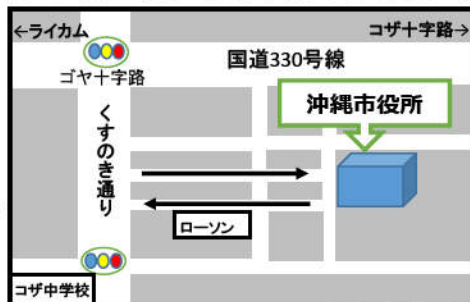 ←ライカム
コザ十字路→
国道330号線
ゴヤ十字路
沖縄市役所
くすのき通り
ローソン
コザ中学校